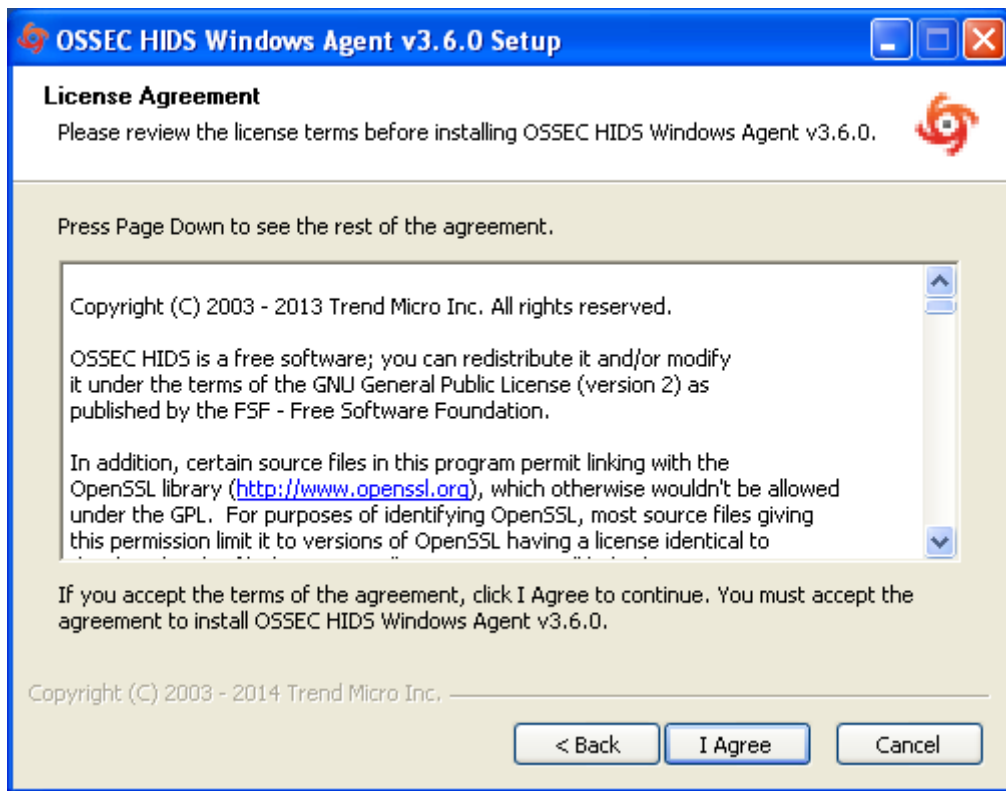 OSSEC HIDS Windows Agent v3.6.0 Setup
License Agreement
Please review the license terms before installing OSSEC HIDS Windows Agent v3.6.0.
Press Page Down to see the rest of the agreement.
Copyright (C) 2003 - 2013 Trend Micro Inc. All rights reserved.
OSSEC HIDS is a free software; you can redistribute it and/or modify
it under the terms of the GNU General Public License (version 2) as
published by the FSF - Free Software Foundation.
In addition, certain source files in this program permit linking with the
OpenSSL library (http://www.openssl.org), which otherwise wouldn't be allowed
under the GPL.  For purposes of identifying OpenSSL, most source files giving
this permission limit it to versions of OpenSSL having a license identical to
If you accept the terms of the agreement, click I Agree to continue. You must accept the
agreement to install OSSEC HIDS Windows Agent v3.6.0.
Copyright (C) 2003 - 2014 Trend Micro Inc.
< Back
I Agree
Cancel